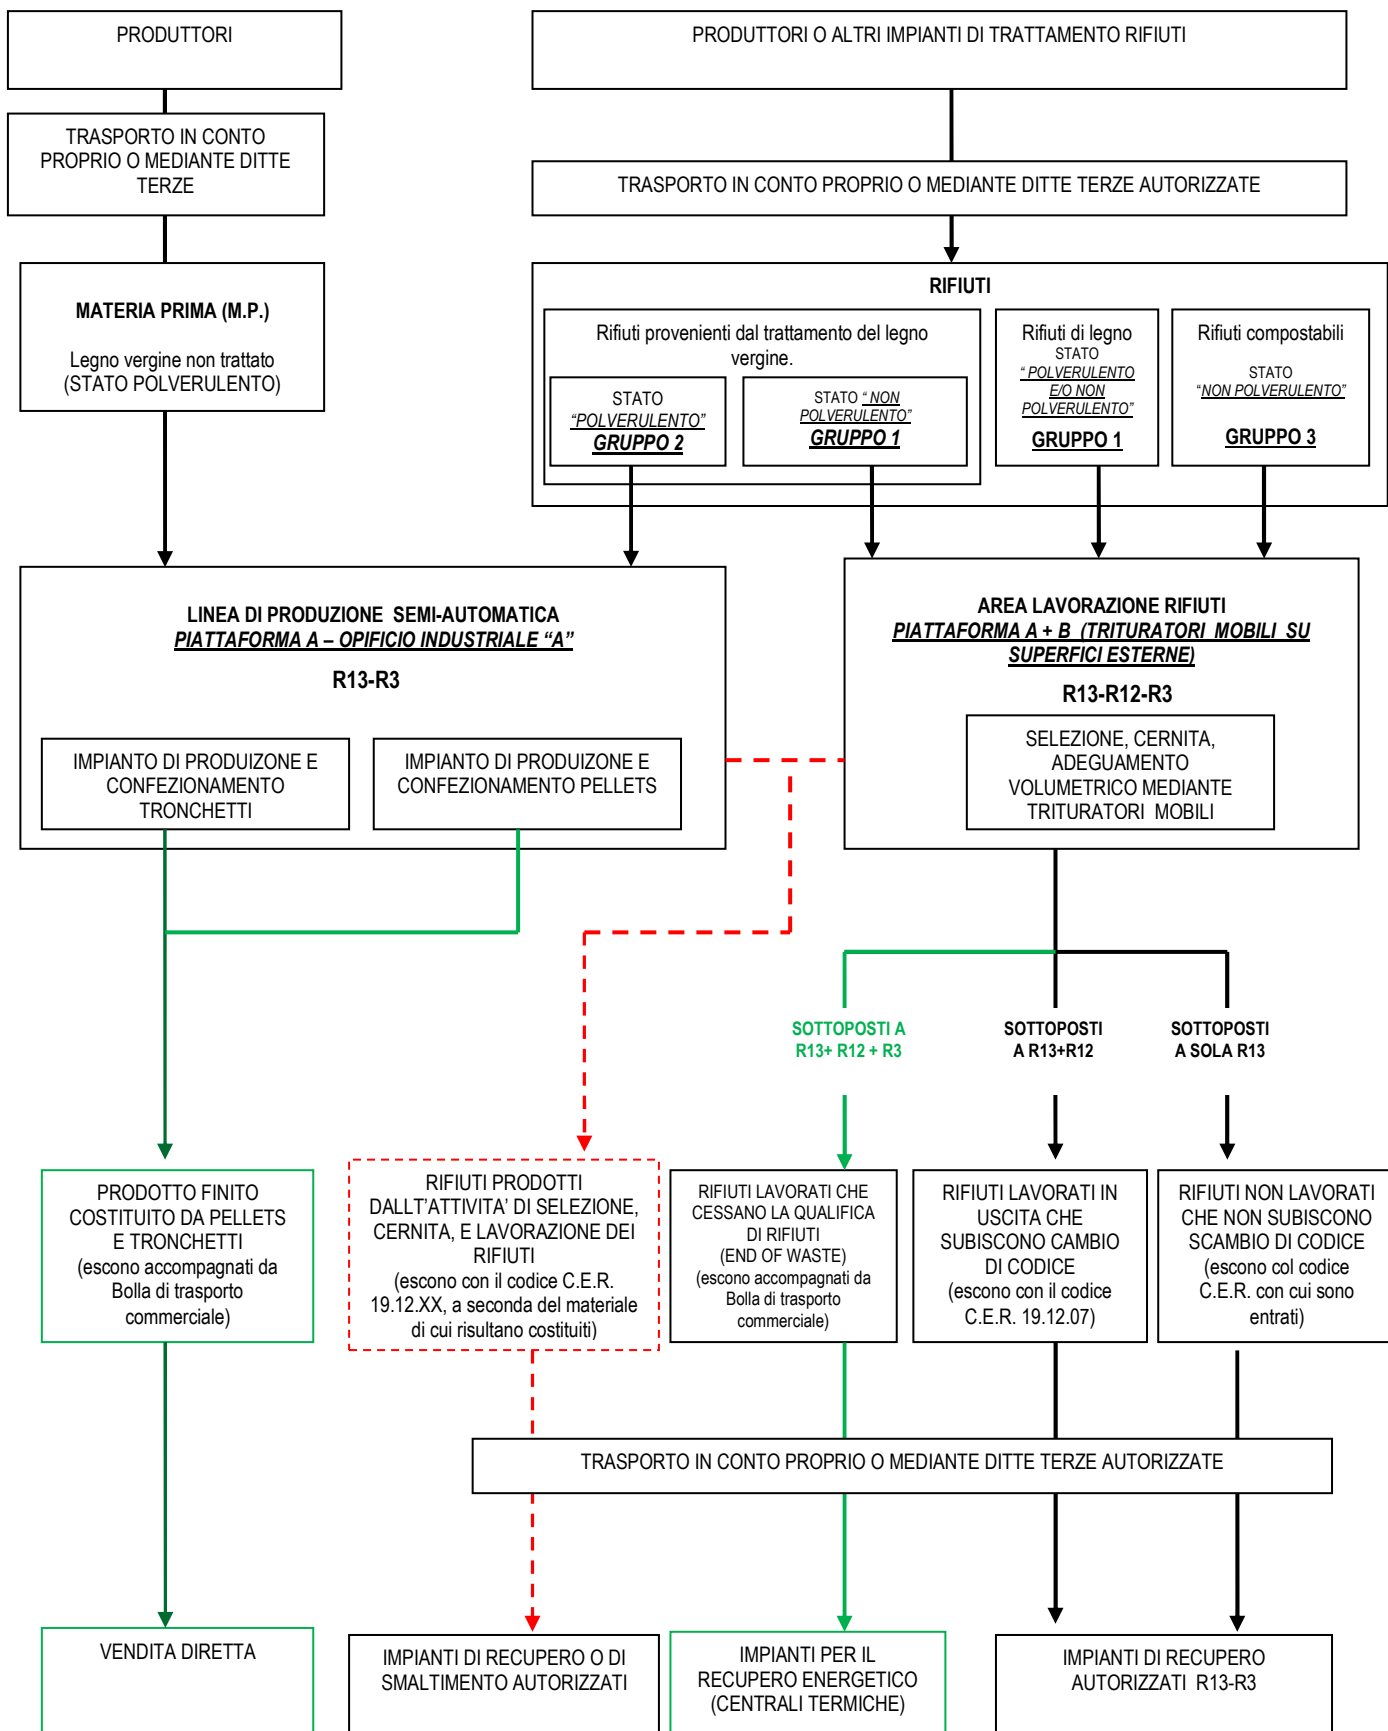 PRODUTTORI
PRODUTTORI O ALTRI IMPIANTI DI TRATTAMENTO RIFIUTI
TRASPORTO IN CONTO
PROPRIO O MEDIANTE DITTE
TERZE
TRASPORTO IN CONTO PROPRIO O MEDIANTE DITTE TERZE AUTORIZZATE
MATERIA PRIMA (M.P.)
Legno vergine non trattato
(STATO POLVERULENTO)
RIFIUTI
Rifiuti provenienti dal trattamento del legno
vergine.
STATO
"POLVERULENTO"
GRUPPO 2
STATO " NON
POLVERULENTO"
GRUPPO 1
Rifiuti di legno
STATO
" POLVERULENTO
E/O NON
POLVERULENTO"
GRUPPO 1
Rifiuti compostabili
STATO
"NON POLVERULENTO"
GRUPPO 3
LINEA DI PRODUZIONE SEMI-AUTOMATICA
PIATTAFORMA A – OPIFICIO INDUSTRIALE "A"
R13-R3
IMPIANTO DI PRODUIZONE E
CONFEZIONAMENTO
TRONCHETTI
IMPIANTO DI PRODUIZONE E
CONFEZIONAMENTO PELLETS
AREA LAVORAZIONE RIFIUTI
PIATTAFORMA A + B (TRITURATORI MOBILI SU
SUPERFICI ESTERNE)
R13-R12-R3
SELEZIONE, CERNITA,
ADEGUAMENTO
VOLUMETRICO MEDIANTE
TRITURATORI MOBILI
SOTTOPOSTI A
R13+ R12 + R3
SOTTOPOSTI
A R13+R12
SOTTOPOSTI
A SOLA R13
PRODOTTO FINITO
COSTITUITO DA PELLETS
E TRONCHETTI
(escono accompagnati da
Bolla di trasporto
commerciale)
RIFIUTI PRODOTTI
DALL'ATTIVITA' DI SELEZIONE,
CERNITA, E LAVORAZIONE DEI
RIFIUTI
(escono con il codice C.E.R.
19.12.XX, a seconda del materiale
di cui risultano costituiti)
RIFIUTI LAVORATI CHE
CESSANO LA QUALIFICA
DI RIFIUTI
(END OF WASTE)
(escono accompagnati da
Bolla di trasporto
commerciale)
RIFIUTI LAVORATI IN
USCITA CHE
SUBISCONO CAMBIO
DI CODICE
(escono con il codice
C.E.R. 19.12.07)
RIFIUTI NON LAVORATI
CHE NON SUBISCONO
SCAMBIO DI CODICE
(escono col codice
C.E.R. con cui sono
entrati)
TRASPORTO IN CONTO PROPRIO O MEDIANTE DITTE TERZE AUTORIZZATE
VENDITA DIRETTA
IMPIANTI DI RECUPERO O DI
SMALTIMENTO AUTORIZZATI
IMPIANTI PER IL
RECUPERO ENERGETICO
(CENTRALI TERMICHE)
IMPIANTI DI RECUPERO
AUTORIZZATI R13-R3